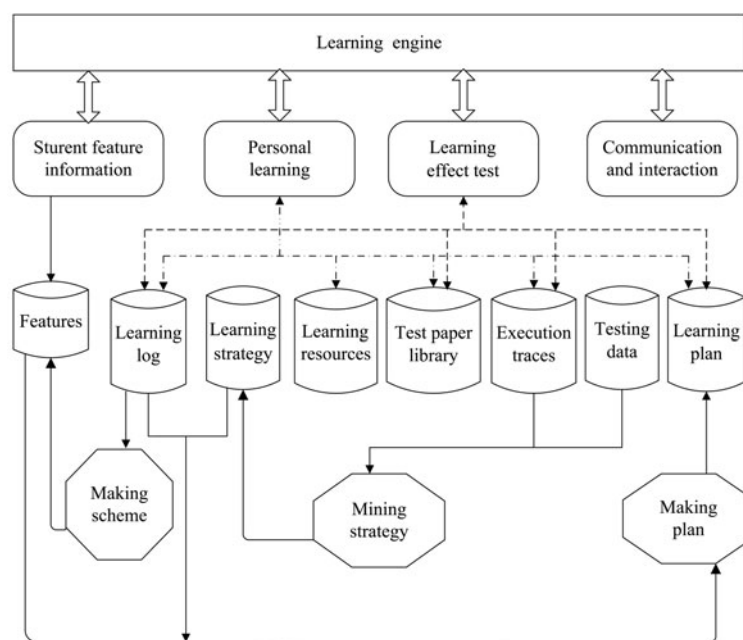 Learning engine
Sturent feature
information
Personal
learning
Learning
effect test
Communication
and interaction
Features
Learning
log
Learning
strategy
Learning
resources
Test paper
library
Execution
traces
Testing
data
Learning
plan
Making
scheme
Mining
strategy
Making
plan